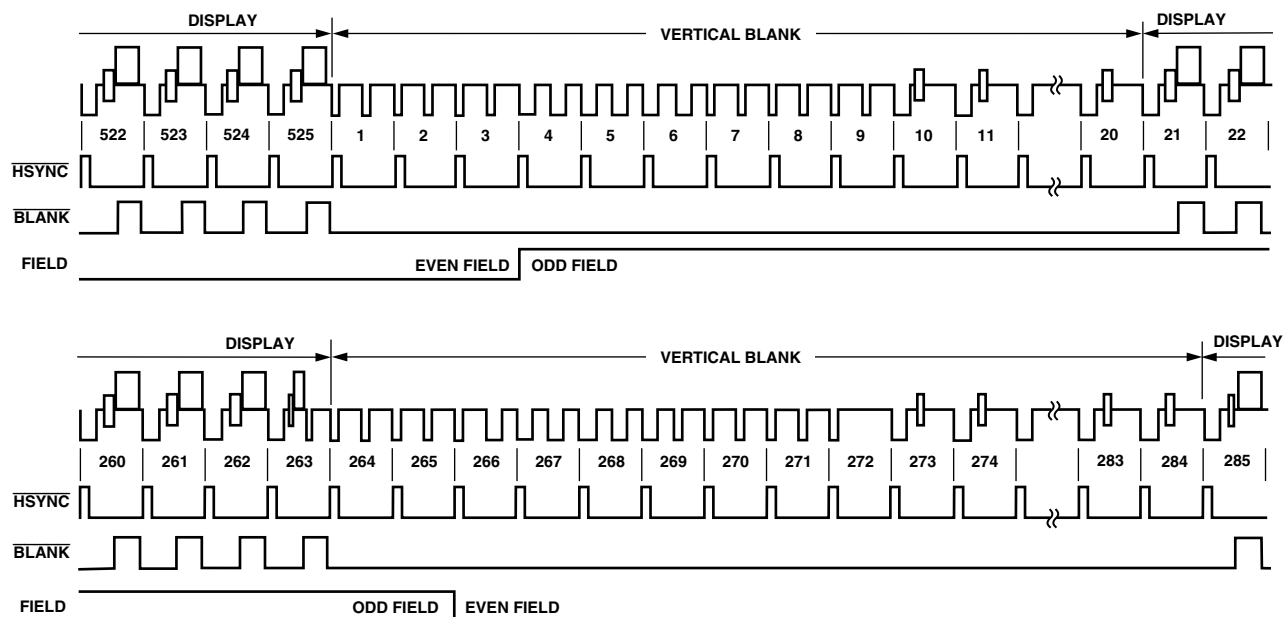 DISPLAY VERTICAL BLANK DISPLAY
522 523 524 525 1 2 3 4 5 6 7 8 9 10 11 20 21 22
HSYNC
BLANK
FIELD EVEN FIELD ODD FIELD
DISPLAY VERTICAL BLANK DISPLAY
260 261 262 263 264 265 266 267 268 269 270 271 272 273 274 283 284 285
HSYNC
BLANK
FIELD ODD FIELD EVEN FIELD